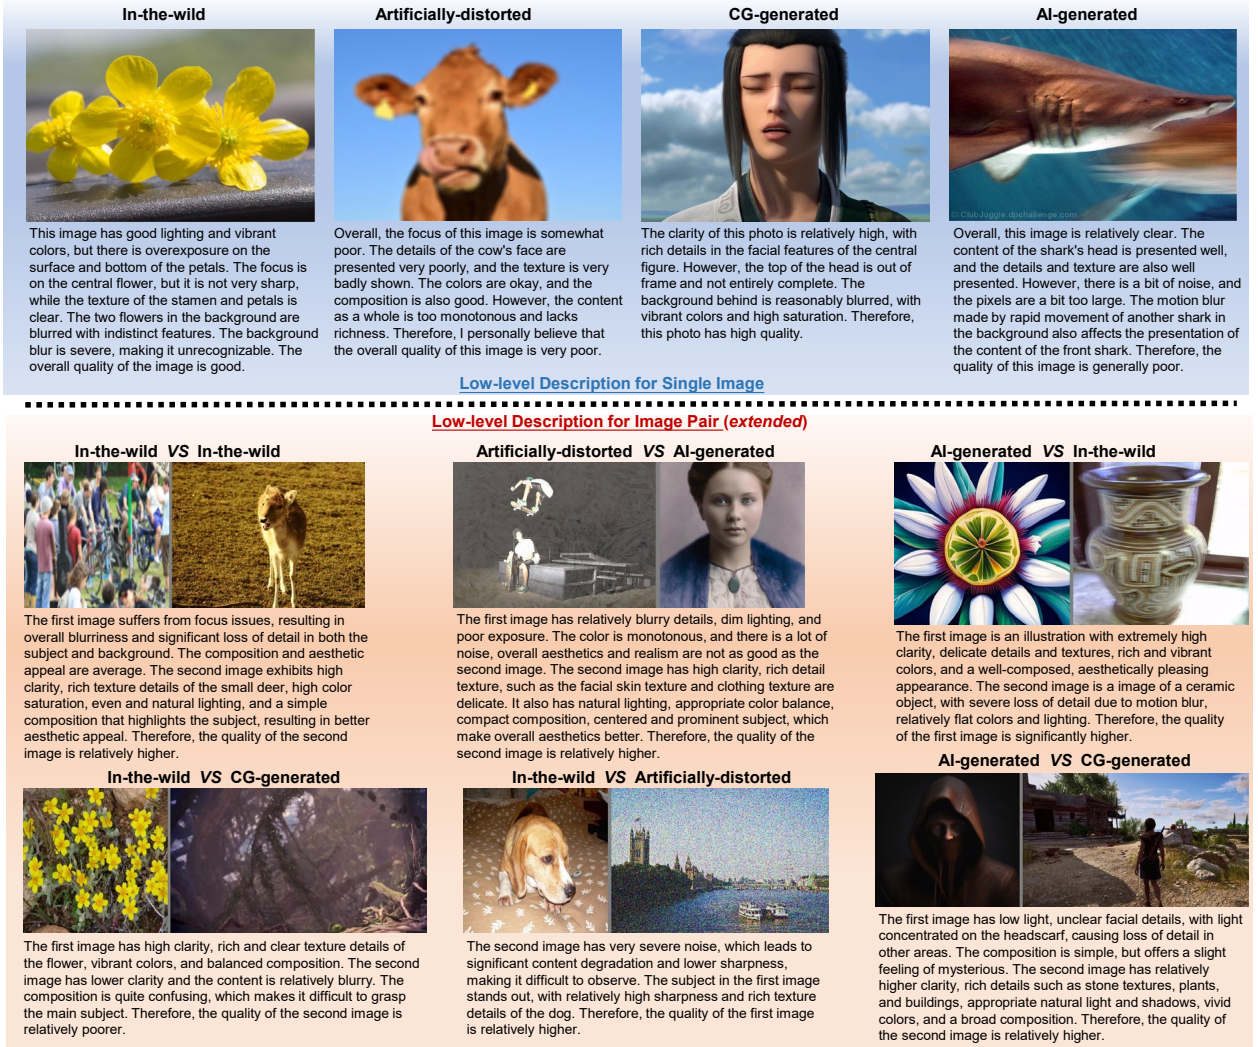 In-the-wild
Artificially-distorted
CG-generated
AI-generated
© ClubJuggle dpchallenge.com
This image has good lighting and vibrant
colors, but there is overexposure on the
surface and bottom of the petals. The focus is
on the central flower, but it is not very sharp,
while the texture of the stamen and petals is
clear. The two flowers in the background are
blurred with indistinct features. The background
blur is severe, making it unrecognizable. The
overall quality of the image is good.
Overall, the focus of this image is somewhat
poor. The details of the cow's face are
presented very poorly, and the texture is very
badly shown. The colors are okay, and the
composition is also good. However, the content
as a whole is too monotonous and lacks
richness. Therefore, I personally believe that
the overall quality of this image is very poor.
The clarity of this photo is relatively high, with
rich details in the facial features of the central
figure. However, the top of the head is out of
frame and not entirely complete. The
background behind is reasonably blurred, with
vibrant colors and high saturation. Therefore,
this photo has high quality.
Overall, this image is relatively clear. The
content of the shark's head is presented well,
and the details and texture are also well
presented. However, there is a bit of noise, and
the pixels are a bit too large. The motion blur
made by rapid movement of another shark in
the background also affects the presentation of
the content of the front shark. Therefore, the
quality of this image is generally poor.
Low-level Description for Single Image
Low-level Description for Image Pair (extended)
In-the-wild VS In-the-wild
Artificially-distorted VS AI-generated
AI-generated VS In-the-wild
The first image suffers from focus issues, resulting in
overall blurriness and significant loss of detail in both the
subject and background. The composition and aesthetic
appeal are average. The second image exhibits high
clarity, rich texture details of the small deer, high color
saturation, even and natural lighting, and a simple
composition that highlights the subject, resulting in better
aesthetic appeal. Therefore, the quality of the second
image is relatively higher.
The first image has relatively blurry details, dim lighting, and
poor exposure. The color is monotonous, and there is a lot of
noise, overall aesthetics and realism are not as good as the
second image. The second image has high clarity, rich detail
texture, such as the facial skin texture and clothing texture are
delicate. It also has natural lighting, appropriate color balance,
compact composition, centered and prominent subject, which
make overall aesthetics better. Therefore, the quality of the
second image is relatively higher.
The first image is an illustration with extremely high
clarity, delicate details and textures, rich and vibrant
colors, and a well-composed, aesthetically pleasing
appearance. The second image is a image of a ceramic
object, with severe loss of detail due to motion blur,
relatively flat colors and lighting. Therefore, the quality
of the first image is significantly higher.
In-the-wild VS CG-generated
In-the-wild VS Artificially-distorted
AI-generated VS CG-generated
The first image has high clarity, rich and clear texture details of
the flower, vibrant colors, and balanced composition. The second
image has lower clarity and the content is relatively blurry. The
composition is quite confusing, which makes it difficult to grasp
the main subject. Therefore, the quality of the second image is
relatively poorer.
The second image has very severe noise, which leads to
significant content degradation and lower sharpness,
making it difficult to observe. The subject in the first image
stands out, with relatively high sharpness and rich texture
details of the dog. Therefore, the quality of the first image
is relatively higher.
The first image has low light, unclear facial details, with light
concentrated on the headscarf, causing loss of detail in
other areas. The composition is simple, but offers a slight
feeling of mysterious. The second image has relatively
higher clarity, rich details such as stone textures, plants,
and buildings, appropriate natural light and shadows, vivid
colors, and a broad composition. Therefore, the quality of
the second image is relatively higher.